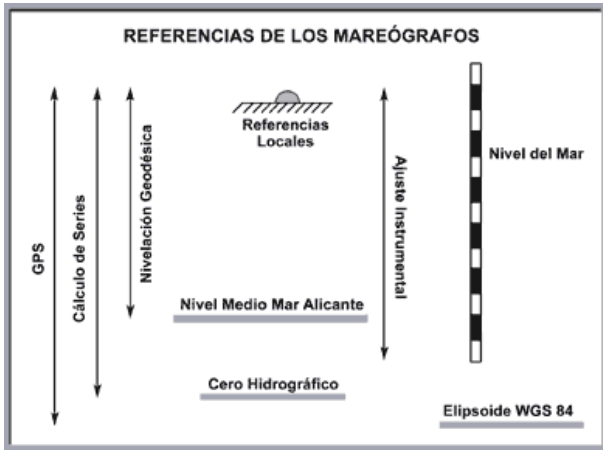 REFERENCIAS DE LOS MAREÓGRAFOS
Referencias
Locales
Nivel del Mar
GPS
Cálculo de Series
Nivelación Geodésica
Ajuste Instrumental
Nivel Medio Mar Alicante
Cero Hidrográfico
Elipsoide WGS 84